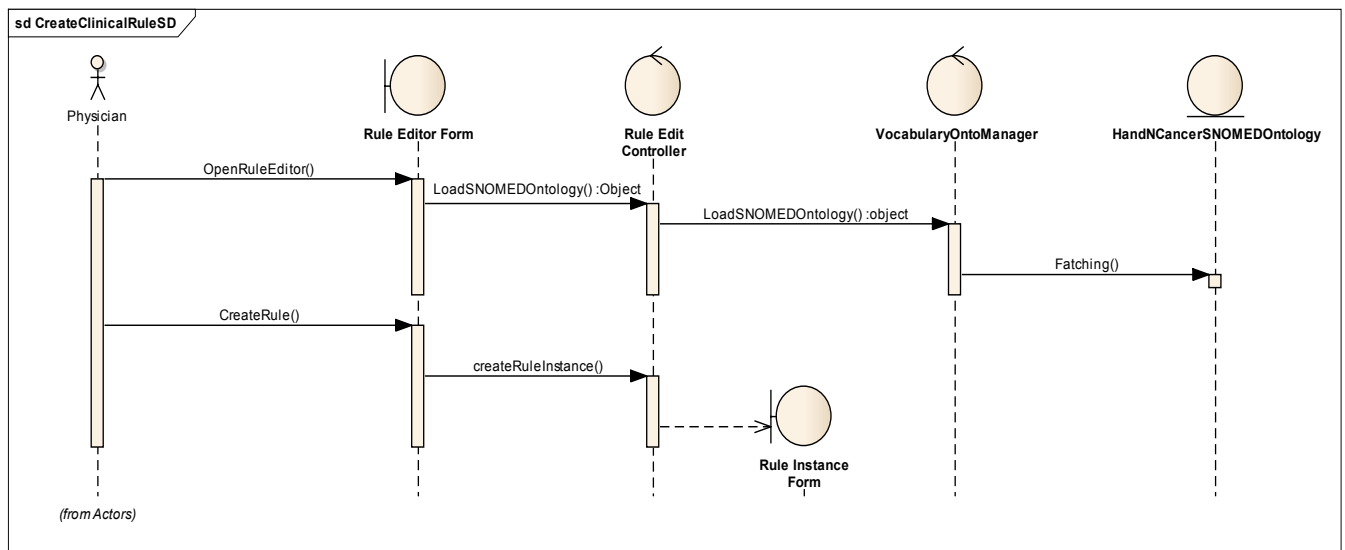 sd CreateClinicalRuleSD
Physician
Rule Editor Form
Rule Edit
Controller
VocabularyOntoManager
HandNCancerSNOMEDOntology
OpenRuleEditor()
LoadSNOMEDOntology() :Object
LoadSNOMEDOntology() :object
Fatching()
CreateRule()
createRuleInstance()
Rule Instance
Form
(from Actors)